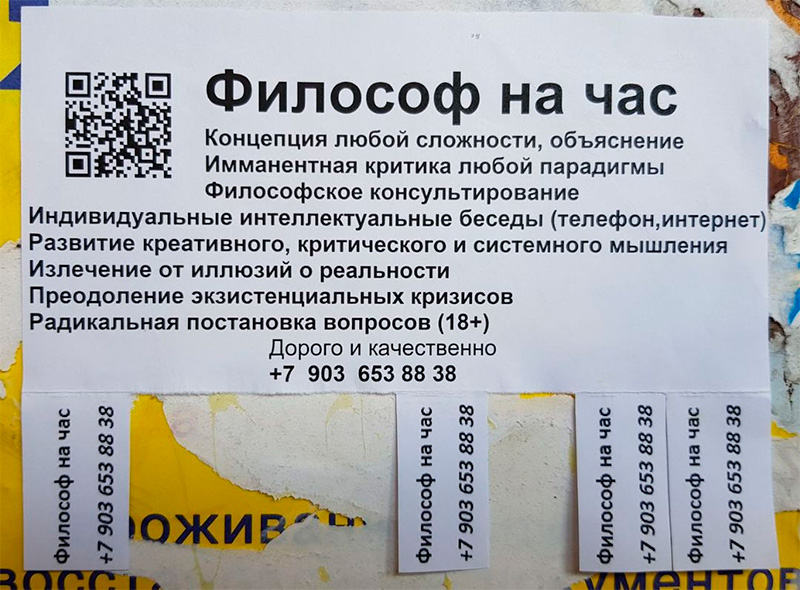 Философ на час
Концепция любой сложности, объяснение
Имманентная критика любой парадигмы
Философское консультирование
Индивидуальные интеллектуальные беседы (телефон,интернет)
Развитие креативного, критического и системного мышления
Излечение от иллюзий о реальности
Преодоление экзистенциальных кризисов
Радикальная постановка вопросов (18+)
Дорого и качественно
+7 903 653 88 38
Философ на час
+7 903 653 88 38
Философ на час
+7 903 653 88 38
Философ на час
+7 903 653 88 38
Философ на час
+7 903 653 88 38